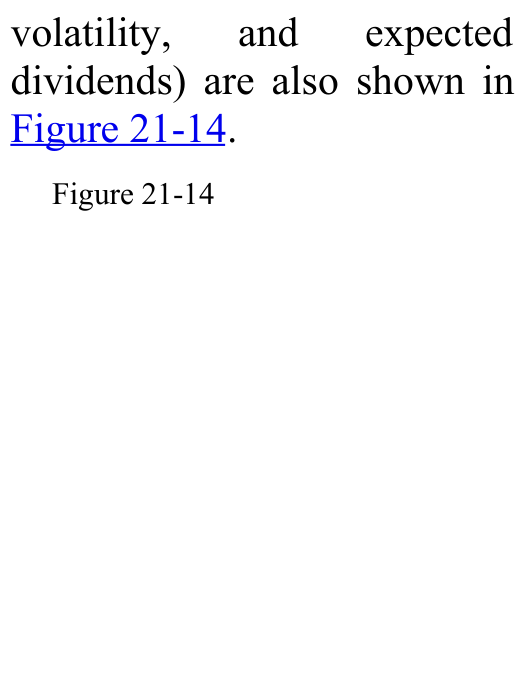 volatility, and expected
dividends) are also shown in
Figure 21-14.
Figure 21-14